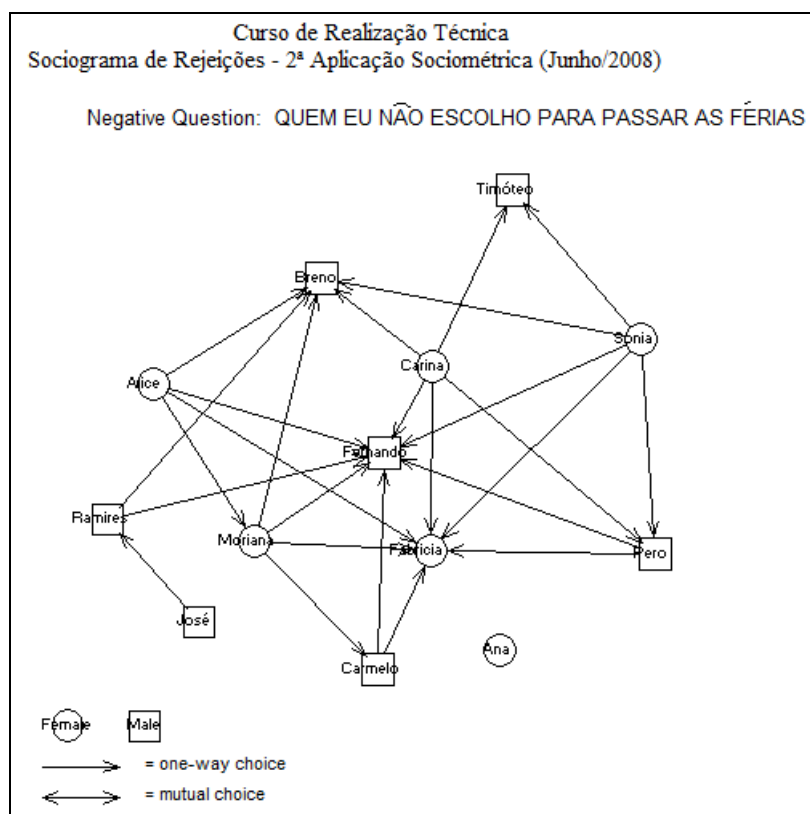 Curso de Realização Técnica
Sociograma de Rejeições - 2ª Aplicação Sociométrica (Junho/2008)
Negative Question: QUEM EU NÃO ESCOLHO PARA PASSAR AS FÉRIAS
Timóteo
Breno
Sonia
Carina
Alice
Fernando
Ramires
Moriana
Fabricia
Pero
José
Ana
Carmelo
Female Male
= one-way choice
= mutual choice